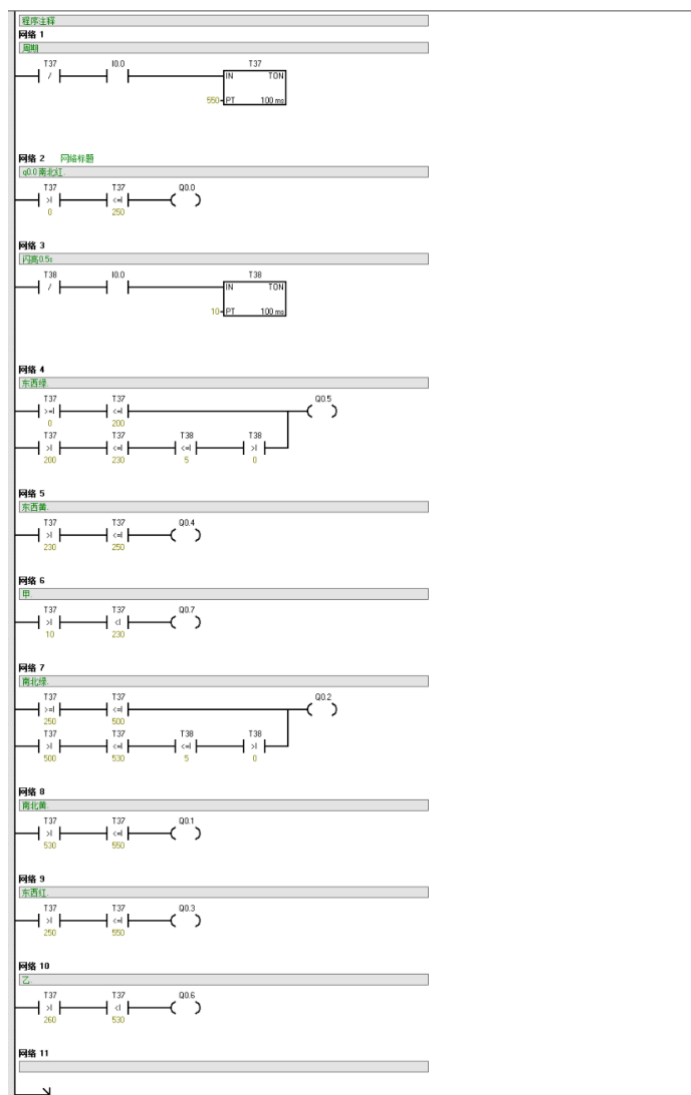 程序注释
网络 1
周期
T37 I0.0 T37
/ IN TON
550 PT 100 ms
网络 2 网络标题
q0.0 南北红.
T37 T37 Q0.0
>I <=I
0 250
网络 3
闪亮0.5s
T38 I0.0 T38
/ IN TON
10 PT 100 ms
网络 4
东西绿.
T37 T37 Q0.5
>=I <=I
0 200
T37 T37 T38 T38
>I <=I <=I >I
200 230 5 0
网络 5
东西黄.
T37 T37 Q0.4
>I <=I
230 250
网络 6
甲.
T37 T37 Q0.7
>I <I
10 230
网络 7
南北绿.
T37 T37 Q0.2
>=I <=I
250 500
T37 T37 T38 T38
>I <=I <=I >I
500 530 5 0
网络 8
南北黄.
T37 T37 Q0.1
>I <=I
530 550
网络 9
东西红.
T37 T37 Q0.3
>I <=I
250 550
网络 10
乙.
T37 T37 Q0.6
>I <I
260 530
网络 11